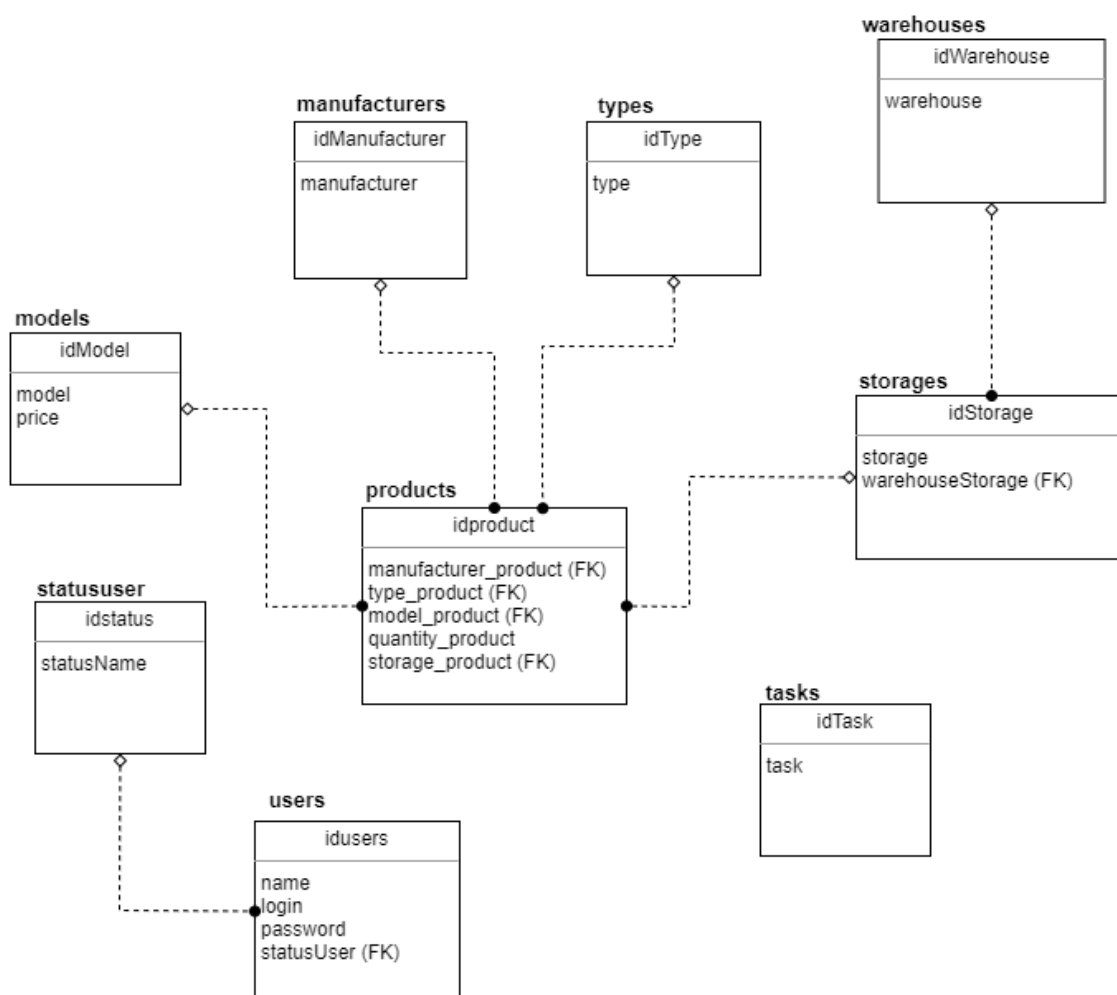 warehouses
idWarehouse
warehouse
manufacturers
idManufacturer
manufacturer
types
idType
type
models
idModel
model
price
storages
idStorage
storage
warehouseStorage (FK)
products
idproduct
manufacturer_product (FK)
type_product (FK)
model_product (FK)
quantity_product
storage_product (FK)
statususer
idstatus
statusName
tasks
idTask
task
users
idusers
name
login
password
statusUser (FK)